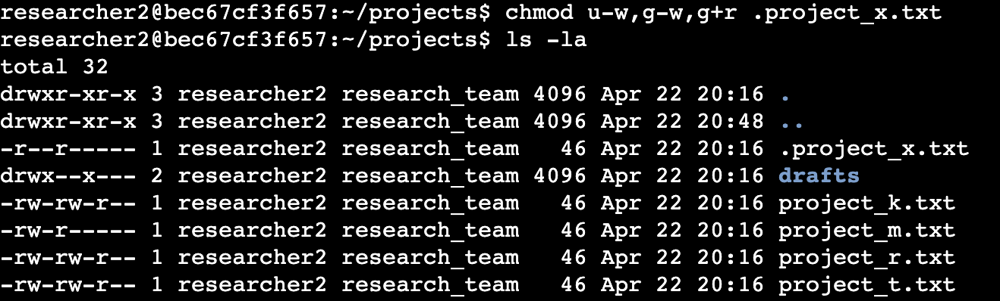 researcher2@bec67cf3f657:~/projects$ chmod u-w,g-w,g+r .project_x.txt
researcher2@bec67cf3f657:~/projects$ ls -la
total 32
drwxr-xr-x 3 researcher2 research_team 4096 Apr 22 20:16 .
drwxr-xr-x 3 researcher2 research_team 4096 Apr 22 20:48 ..
-r--r----- 1 researcher2 research_team   46 Apr 22 20:16 .project_x.txt
drwx--x--- 2 researcher2 research_team 4096 Apr 22 20:16 drafts
-rw-rw-r-- 1 researcher2 research_team   46 Apr 22 20:16 project_k.txt
-rw-r----- 1 researcher2 research_team   46 Apr 22 20:16 project_m.txt
-rw-rw-r-- 1 researcher2 research_team   46 Apr 22 20:16 project_r.txt
-rw-rw-r-- 1 researcher2 research_team   46 Apr 22 20:16 project_t.txt